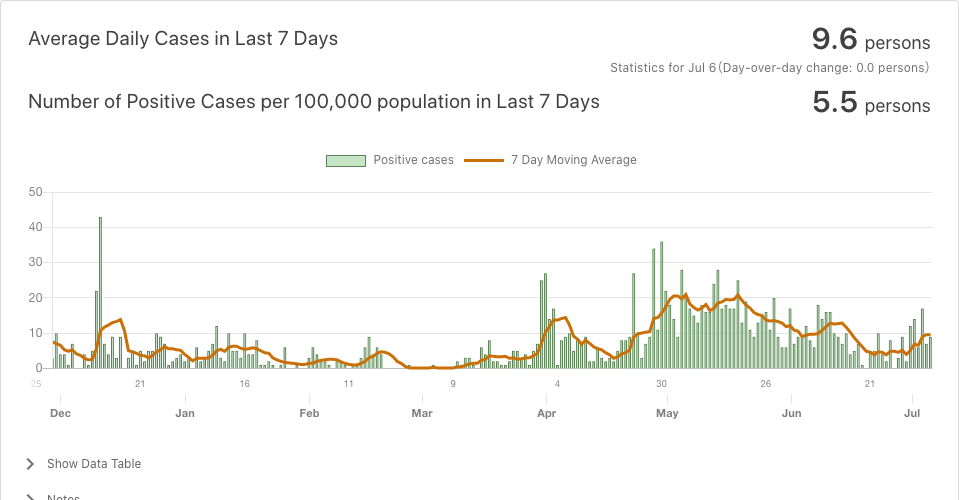 Average Daily Cases in Last 7 Days
9.6 persons
Statistics for Jul 6(Day-over-day change: 0.0 persons)
Number of Positive Cases per 100,000 population in Last 7 Days
5.5 persons
Positive cases
7 Day Moving Average
50
40
30
20
10
0
25 21 16 11 9 4 30 26 21
Dec Jan Feb Mar Apr May Jun Jul
Show Data Table
Notes